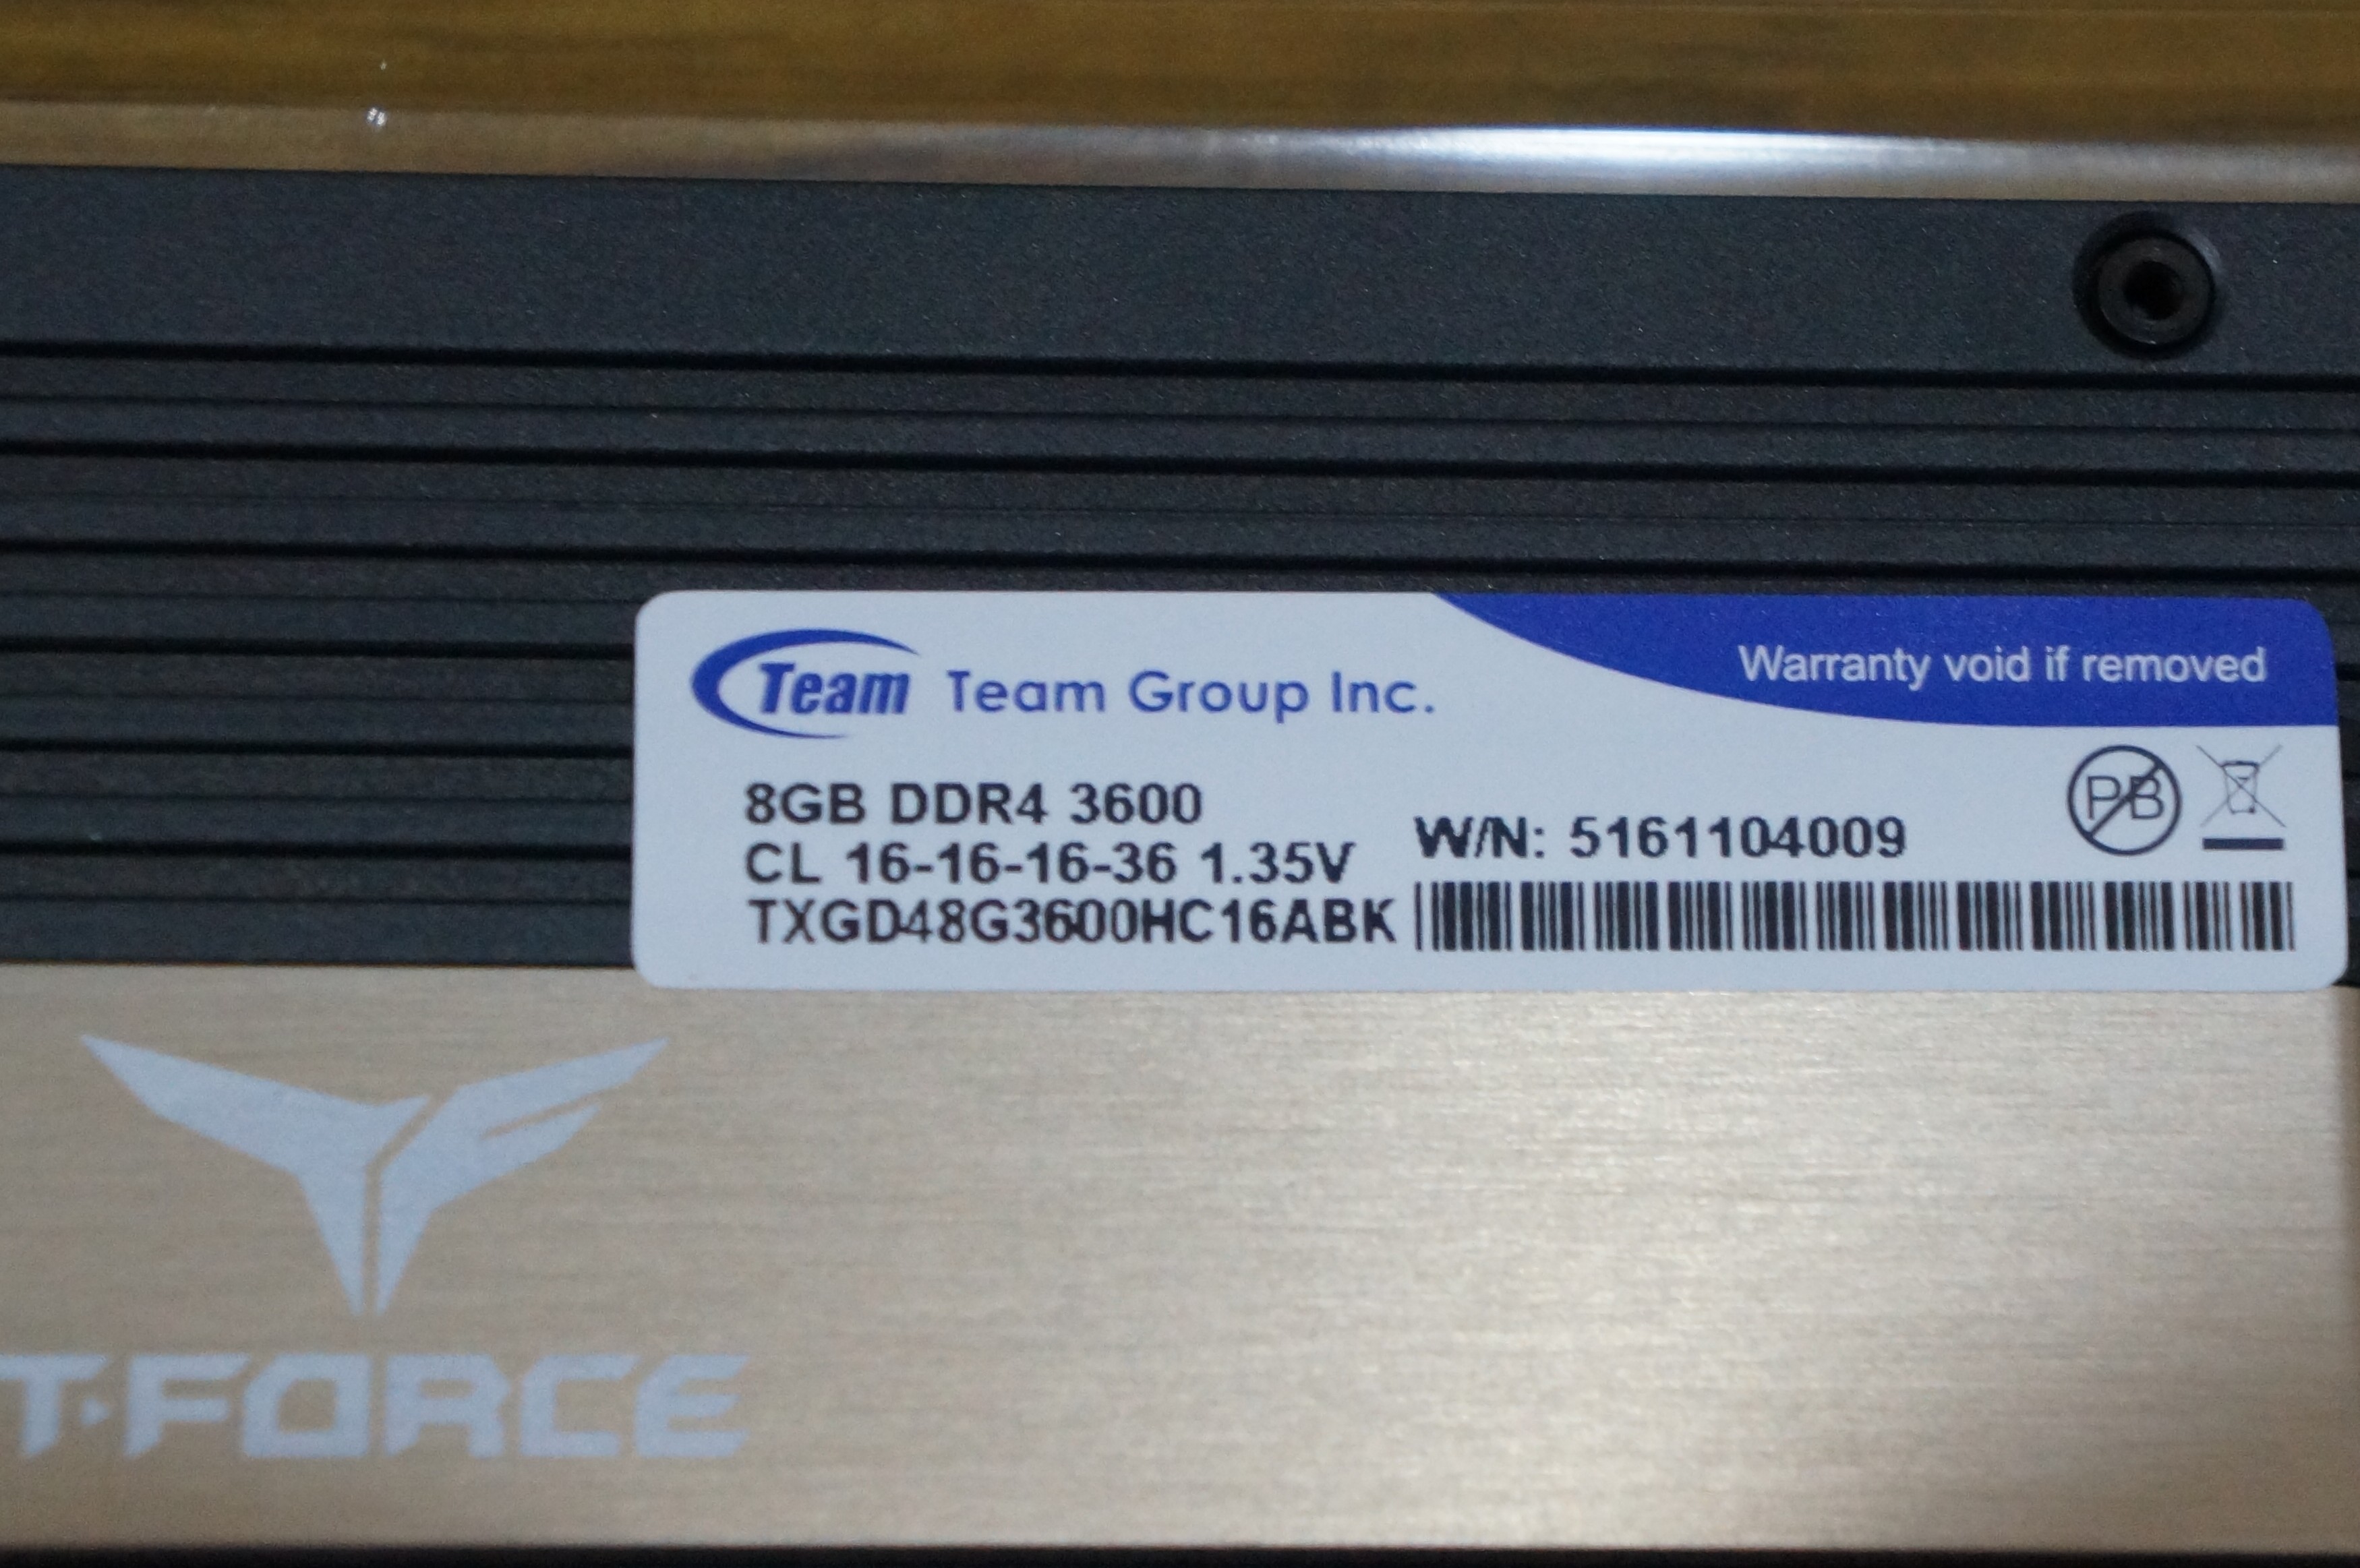 Warranty void if removed
Team Team Group Inc.
8GB DDR4 3600
CL 16-16-16-36 1.35V
TXGD48G3600HC16ABK
W/N: 5161104009
PB
T·FORCE